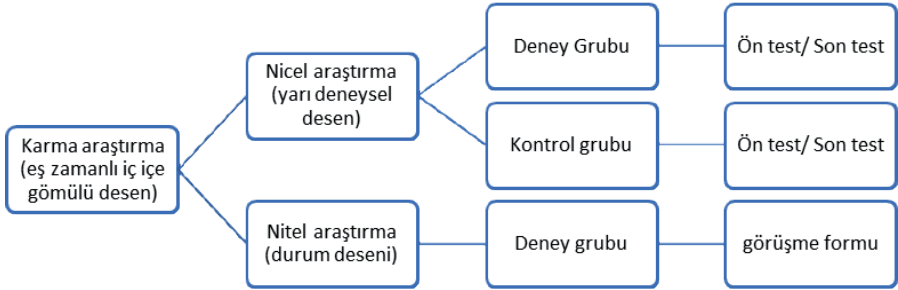 Karma araştırma
(eş zamanlı iç içe
gömülü desen)
Nicel araştırma
(yarı deneysel
desen)
Deney Grubu
Ön test/ Son test
Kontrol grubu
Ön test/ Son test
Nitel araştırma
(durum deseni)
Deney grubu
görüşme formu